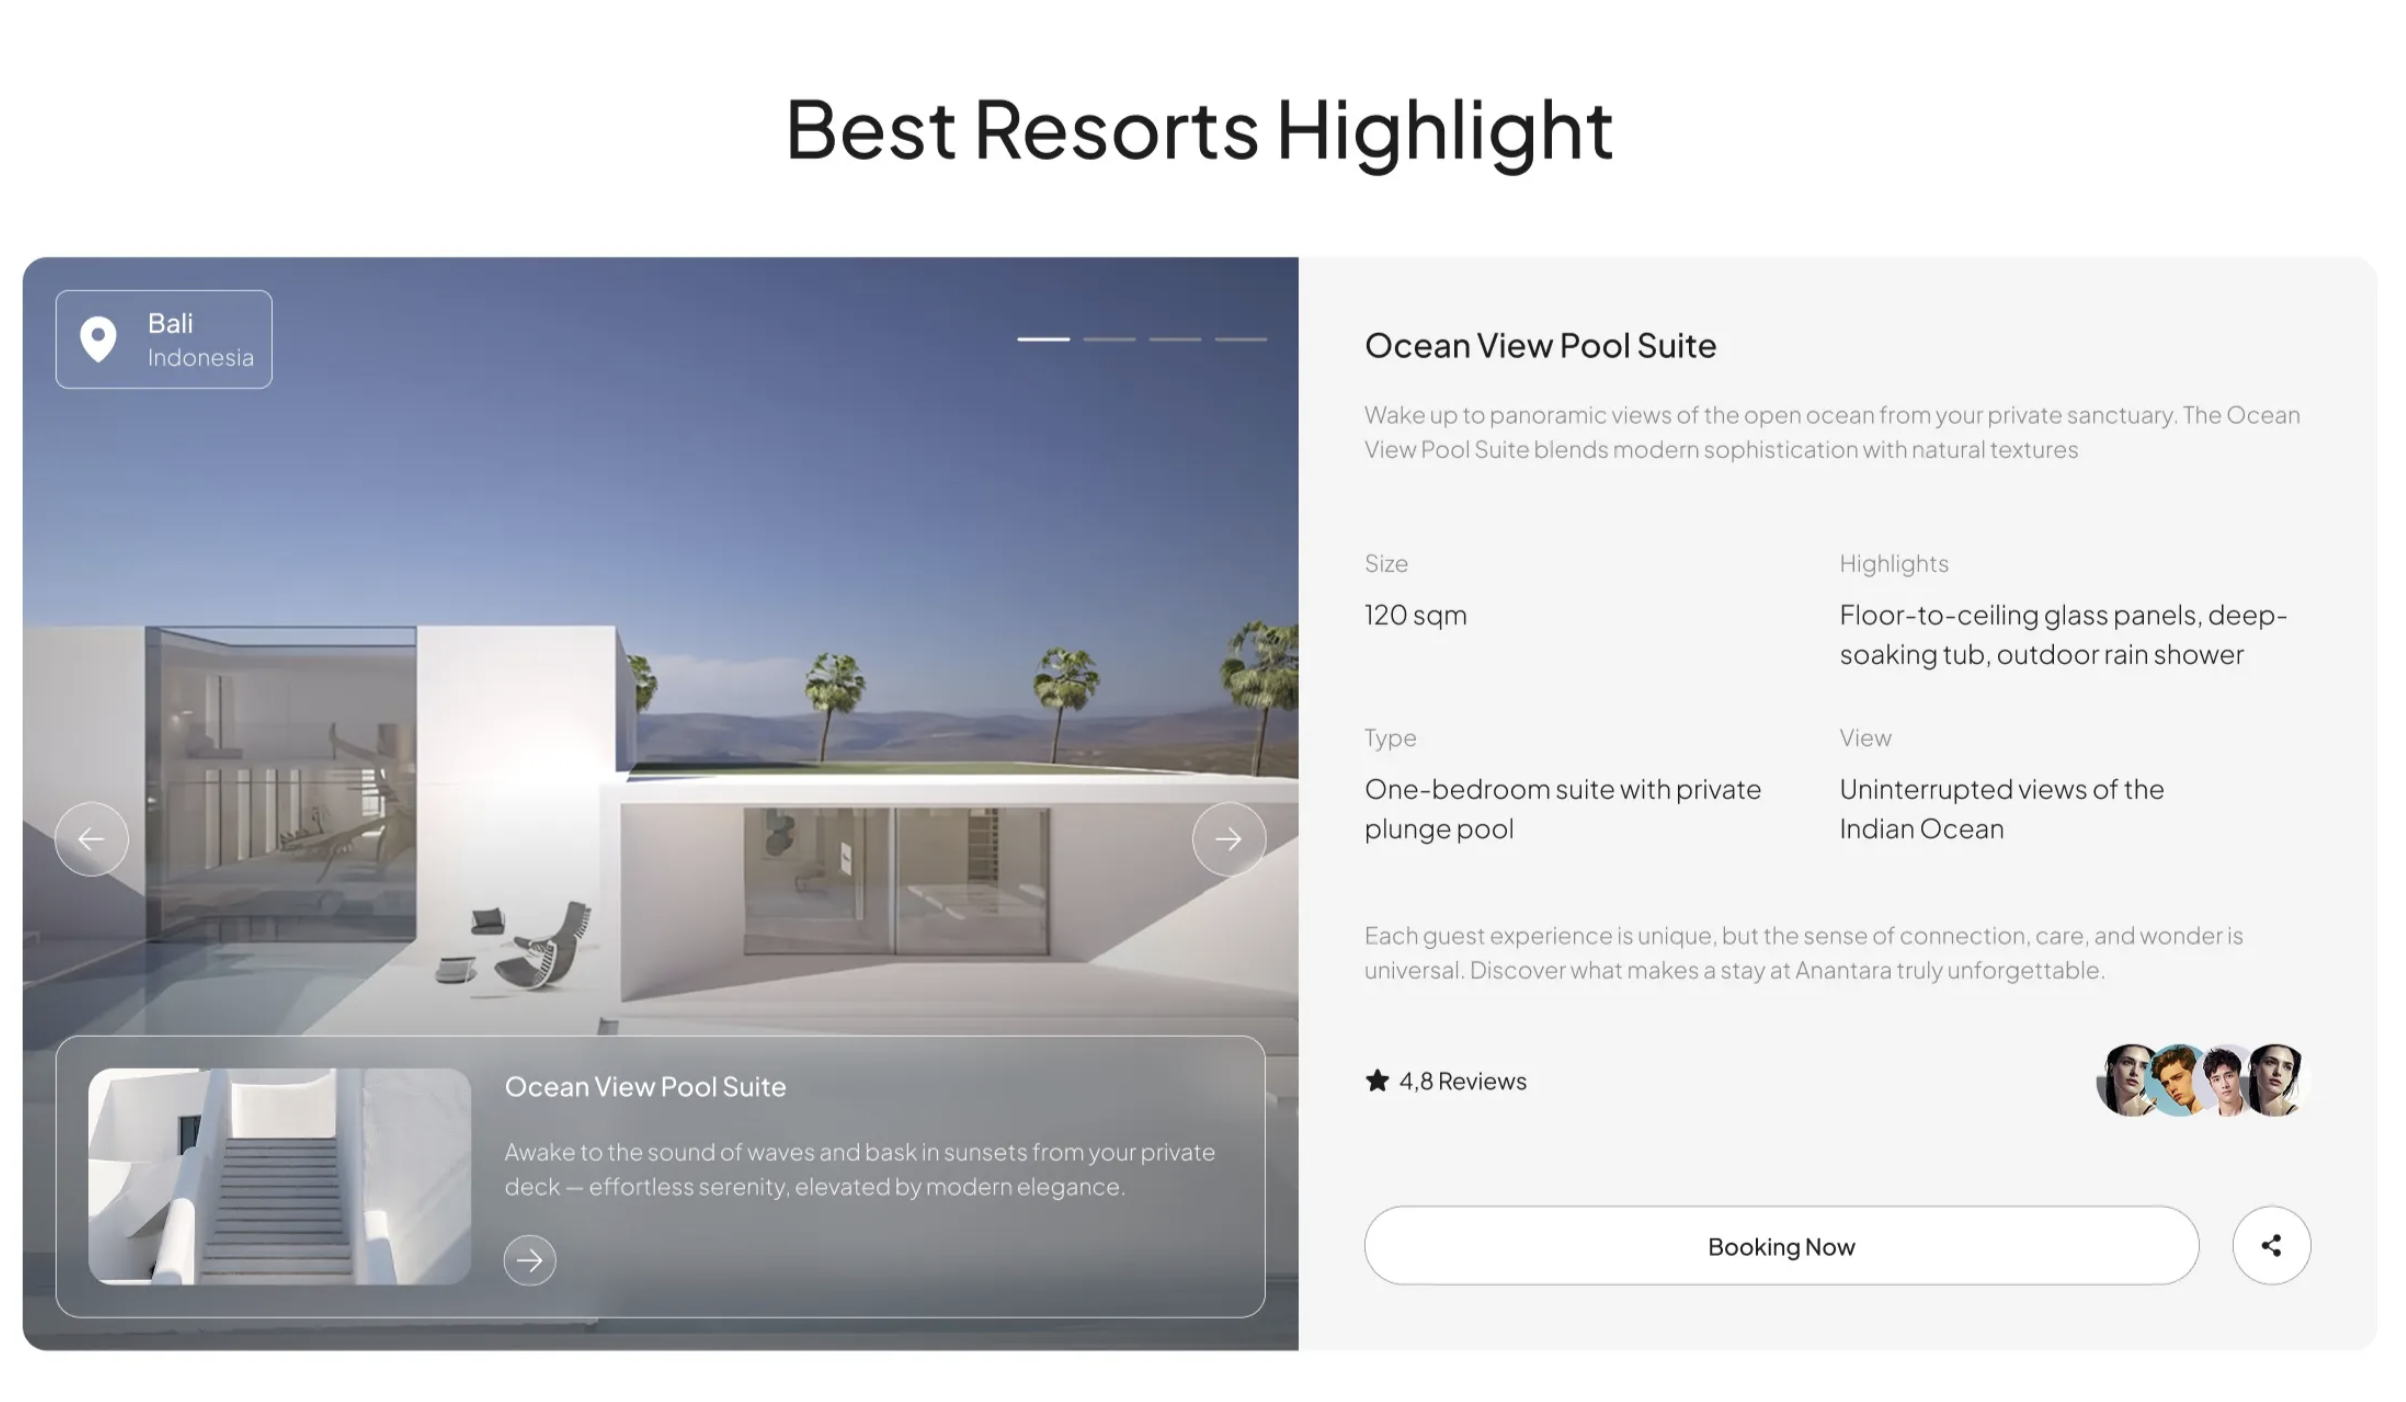 Best Resorts Highlight
Bali
Indonesia
Ocean View Pool Suite
Awake to the sound of waves and bask in sunsets from your private
deck — effortless serenity, elevated by modern elegance.
Ocean View Pool Suite
Wake up to panoramic views of the open ocean from your private sanctuary. The Ocean
View Pool Suite blends modern sophistication with natural textures
Size
120 sqm
Highlights
Floor-to-ceiling glass panels, deep-
soaking tub, outdoor rain shower
Type
One-bedroom suite with private
plunge pool
View
Uninterrupted views of the
Indian Ocean
Each guest experience is unique, but the sense of connection, care, and wonder is
universal. Discover what makes a stay at Anantara truly unforgettable.
4,8 Reviews
Booking Now